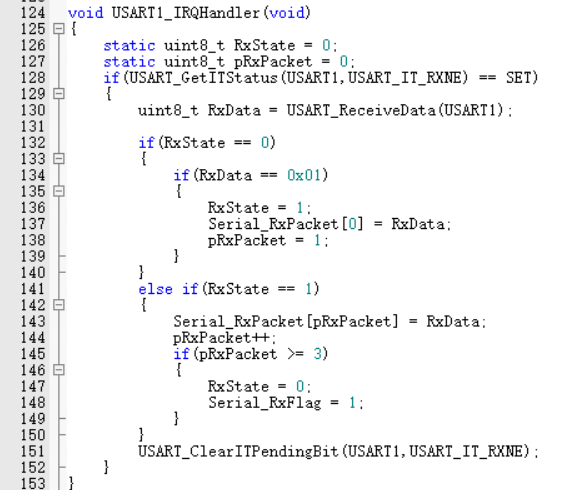 124 void USART1_IRQHandler(void)
125 {
126 static uint8_t RxState = 0;
127 static uint8_t pRxPacket = 0;
128 if(USART_GetITStatus(USART1,USART_IT_RXNE) == SET)
129 {
130 uint8_t RxData = USART_ReceiveData(USART1);
131
132 if(RxState == 0)
133 {
134 if(RxData == 0x01)
135 {
136 RxState = 1;
137 Serial_RxPacket[0] = RxData;
138 pRxPacket = 1;
139 }
140 }
141 else if(RxState == 1)
142 {
143 Serial_RxPacket[pRxPacket] = RxData;
144 pRxPacket++;
145 if(pRxPacket >= 3)
146 {
147 RxState = 0;
148 Serial_RxFlag = 1;
149 }
150 }
151 USART_ClearITPendingBit(USART1,USART_IT_RXNE);
152 }
153 }